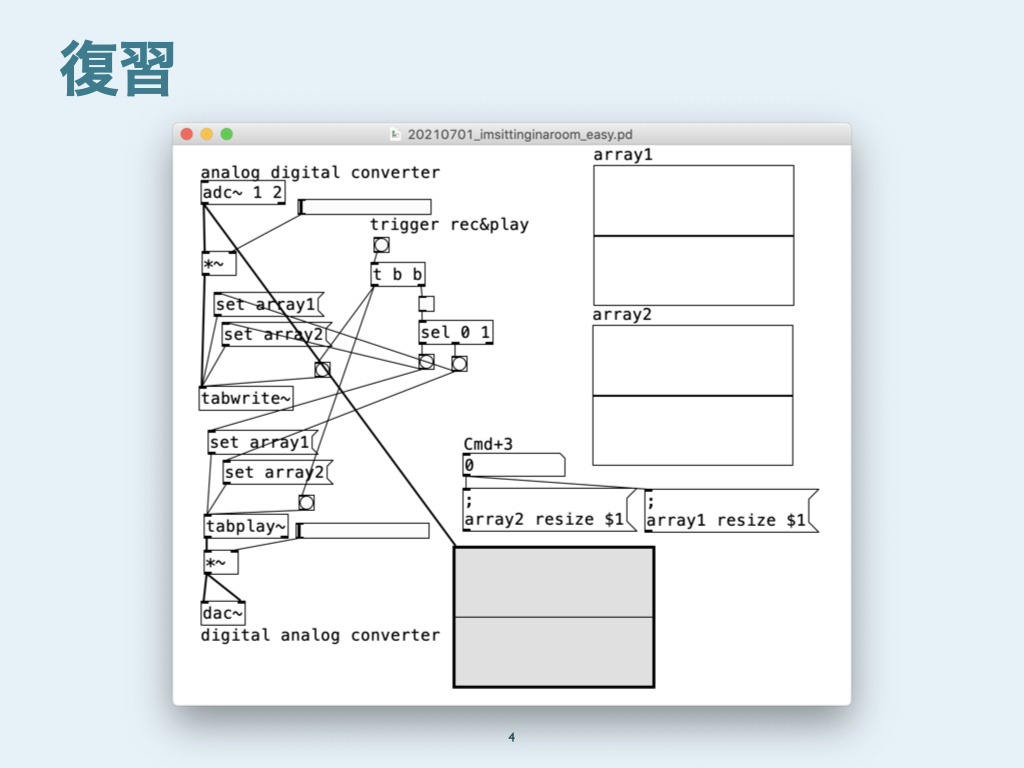 復習
20210701_imsittinginaroom_easy.pd
analog digital converter
adc~ 1 2
trigger rec&play
*~
t b b
set array1
set array2
sel 0 1
tabwrite~
set array1
set array2
tabplay~
*~
dac~
digital analog converter
array1
array2
Cmd+3
0
;
array2 resize $1
;
array1 resize $1
4